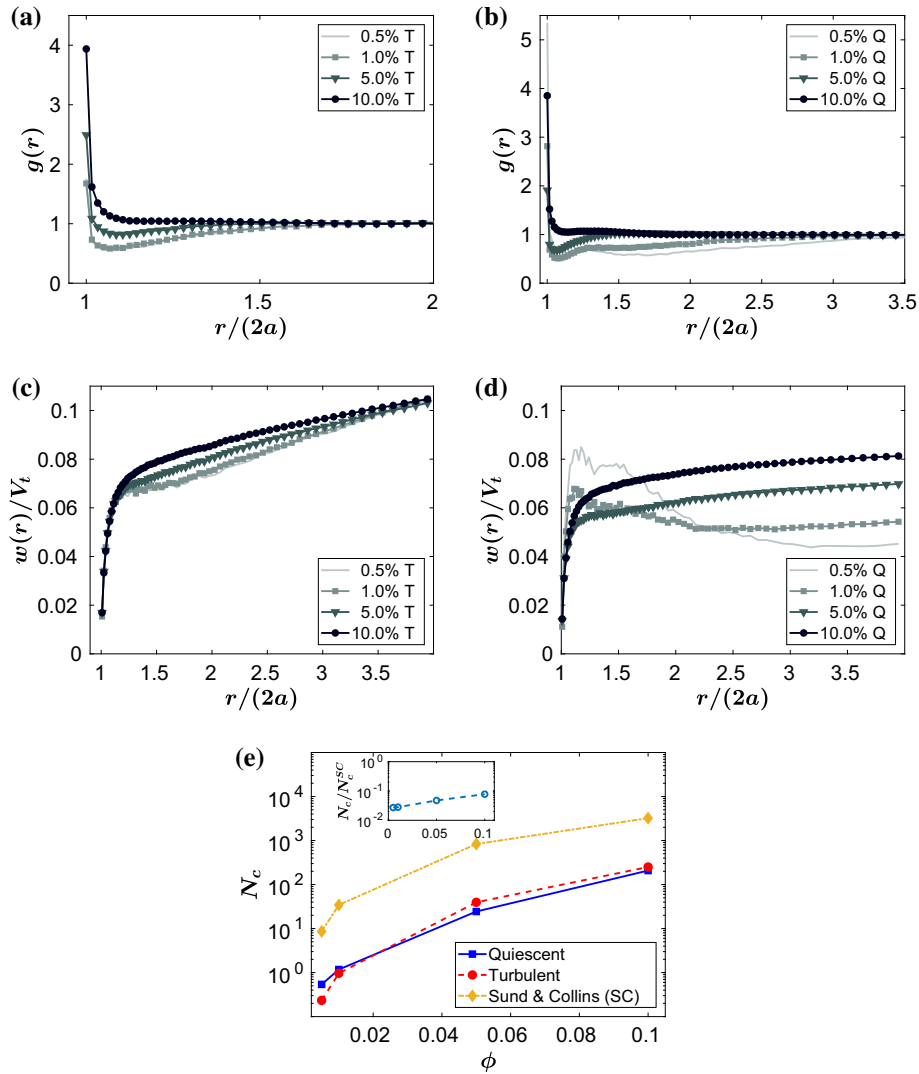 (a)
g(r)
4
3
2
1
0
1
1.5
2
r/(2a)
0.5% T
1.0% T
5.0% T
10.0% T
(b)
g(r)
5
4
3
2
1
0
1
1.5
2
2.5
3
3.5
r/(2a)
0.5% Q
1.0% Q
5.0% Q
10.0% Q
(c)
w(r)/V_t
0.1
0.08
0.06
0.04
0.02
0
1
1.5
2
2.5
3
3.5
r/(2a)
0.5% T
1.0% T
5.0% T
10.0% T
(d)
w(r)/V_t
0.1
0.08
0.06
0.04
0.02
0
1
1.5
2
2.5
3
3.5
r/(2a)
0.5% Q
1.0% Q
5.0% Q
10.0% Q
(e)
N_c
10^4
10^3
10^2
10^1
10^0
0.02
0.04
0.06
0.08
0.1
ϕ
N_c/N_c^{SC}
10^0
10^-1
10^-2
0
0.05
0.1
Quiescent
Turbulent
Sund & Collins (SC)